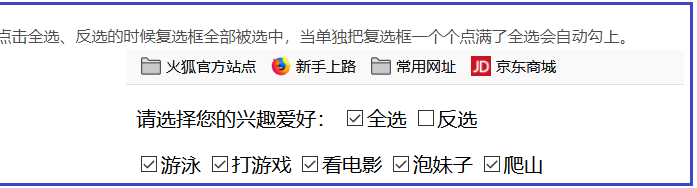 点击全选、反选的时候复选框全部被选中，当单独把复选框一个个点满了全选会自动勾上。
火狐官方站点 新手上路 常用网址 JD 京东商城
请选择您的兴趣爱好： 全选 反选
游泳 打游戏 看电影 泡妹子 爬山